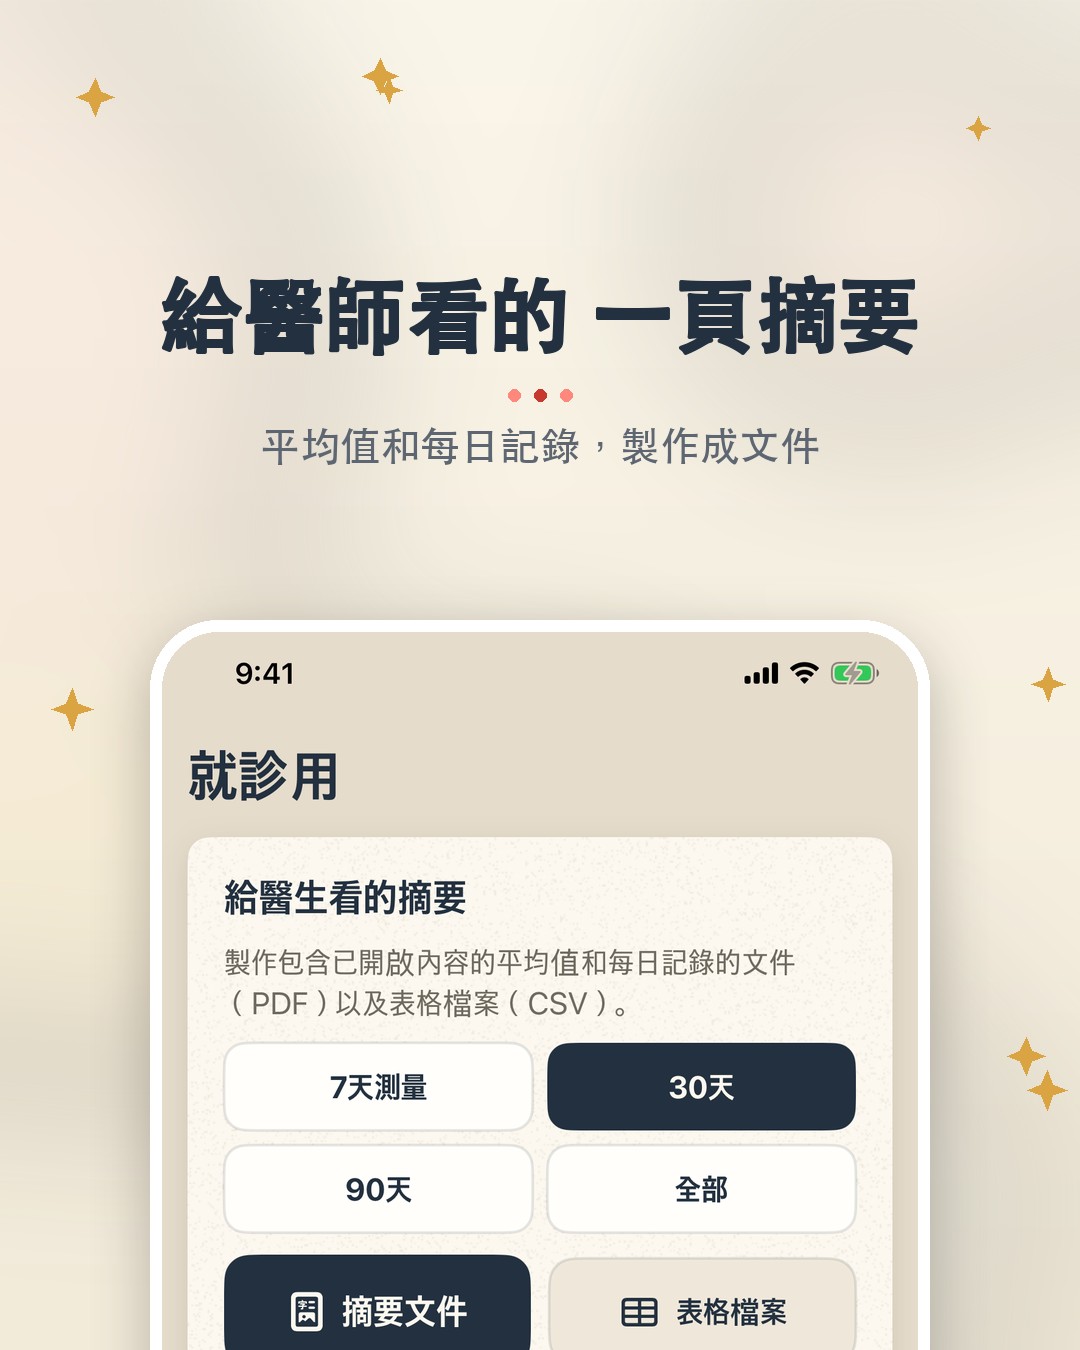 給醫師看的 一頁摘要
平均值和每日記錄，製作成文件
9:41
就診用
給醫生看的摘要
製作包含已開啟內容的平均值和每日記錄的文件
（PDF）以及表格檔案（CSV）。
7天測量
30天
90天
全部
摘要文件
表格檔案